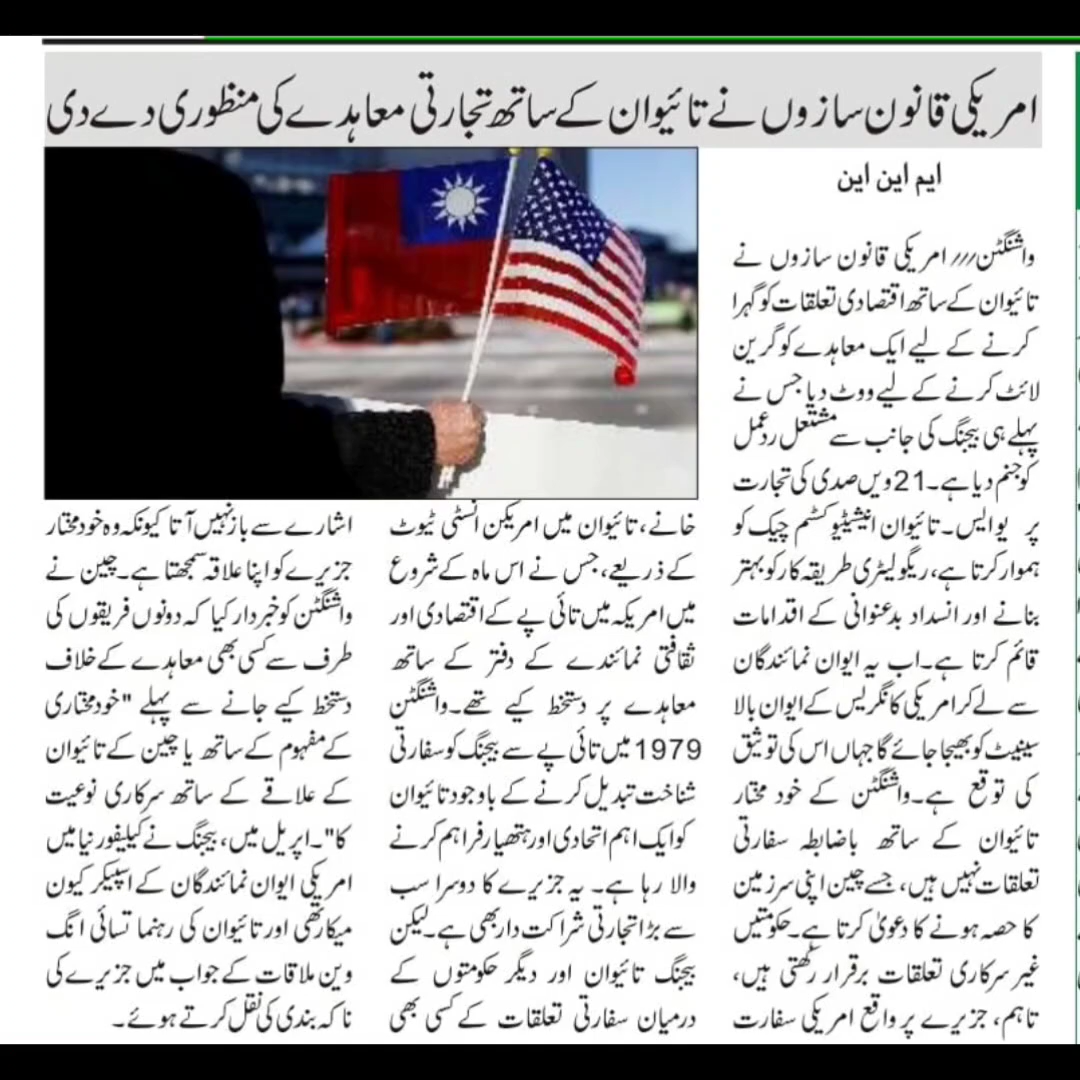 امریکی قانون سازوں نے تائیوان کے ساتھ تجارتی معاہدے کی منظوری دے دی
ایم این این
واشنگٹن/// امریکی قانون سازوں نے
تائیوان کے ساتھ اقتصادی تعلقات کو گہرا
کرنے کے لیے ایک معاہدے کو گرین
لائٹ کرنے کے لیے ووٹ دیا جس نے
پہلے ہی بیجنگ کی جانب سے مشتعل ردعمل
کو جنم دیا ہے۔ 21 ویں صدی کی تجارت
پر یو ایس۔ تائیوان انیشیٹو کسٹم چیک کو
ہموار کرتا ہے، ریگولیٹری طریقہ کار کو بہتر
بنانے اور انسداد بدعنوانی کے اقدامات
قائم کرتا ہے۔ اب یہ ایوان نمائندگان
سے لے کر امریکی کانگریس کے ایوان بالا
سینیٹ کو بھیجا جائے گا جہاں اس کی توثیق
کی توقع ہے۔ واشنگٹن کے خود مختار
تائیوان کے ساتھ باضابطہ سفارتی
تعلقات نہیں ہیں، جسے چین اپنی سرزمین
کا حصہ ہونے کا دعویٰ کرتا ہے۔ حکومتیں
غیر سرکاری تعلقات برقرار رکھتی ہیں،
تاہم، جزیرے پر واقع امریکی سفارت
خانے، تائیوان میں امریکن انسٹی ٹیوٹ
کے ذریعے، جس نے اس ماہ کے شروع
میں امریکہ میں تائی پے کے اقتصادی اور
ثقافتی نمائندے کے دفتر کے ساتھ
معاہدے پر دستخط کیے تھے۔ واشنگٹن
1979 میں تائی پے سے بیجنگ کو سفارتی
شناخت تبدیل کرنے کے باوجود تائیوان
کو ایک اہم اتحادی اور ہتھیار فراہم کرنے
والا رہا ہے۔ یہ جزیرے کا دوسرا سب
سے بڑا تجارتی شراکت دار بھی ہے۔ لیکن
بیجنگ تائیوان اور دیگر حکومتوں کے
درمیان سفارتی تعلقات کے کسی بھی
اشارے سے باز نہیں آتا کیونکہ وہ خود مختار
جزیرے کو اپنا علاقہ سمجھتا ہے۔ چین نے
واشنگٹن کو خبردار کیا کہ دونوں فریقوں کی
طرف سے کسی بھی معاہدے کے خلاف
دستخط کیے جانے سے پہلے "خودمختاری
کے مفہوم کے ساتھ یا چین کے تائیوان
کے علاقے کے ساتھ سرکاری نوعیت
کا"۔ اپریل میں، بیجنگ نے کیلیفورنیا میں
امریکی ایوان نمائندگان کے اسپیکر کیون
میکارتھی اور تائیوان کی رہنما تسائی انگ
وین ملاقات کے جواب میں جزیرے کی
ناکہ بندی کی نقل کرتے ہوئے۔